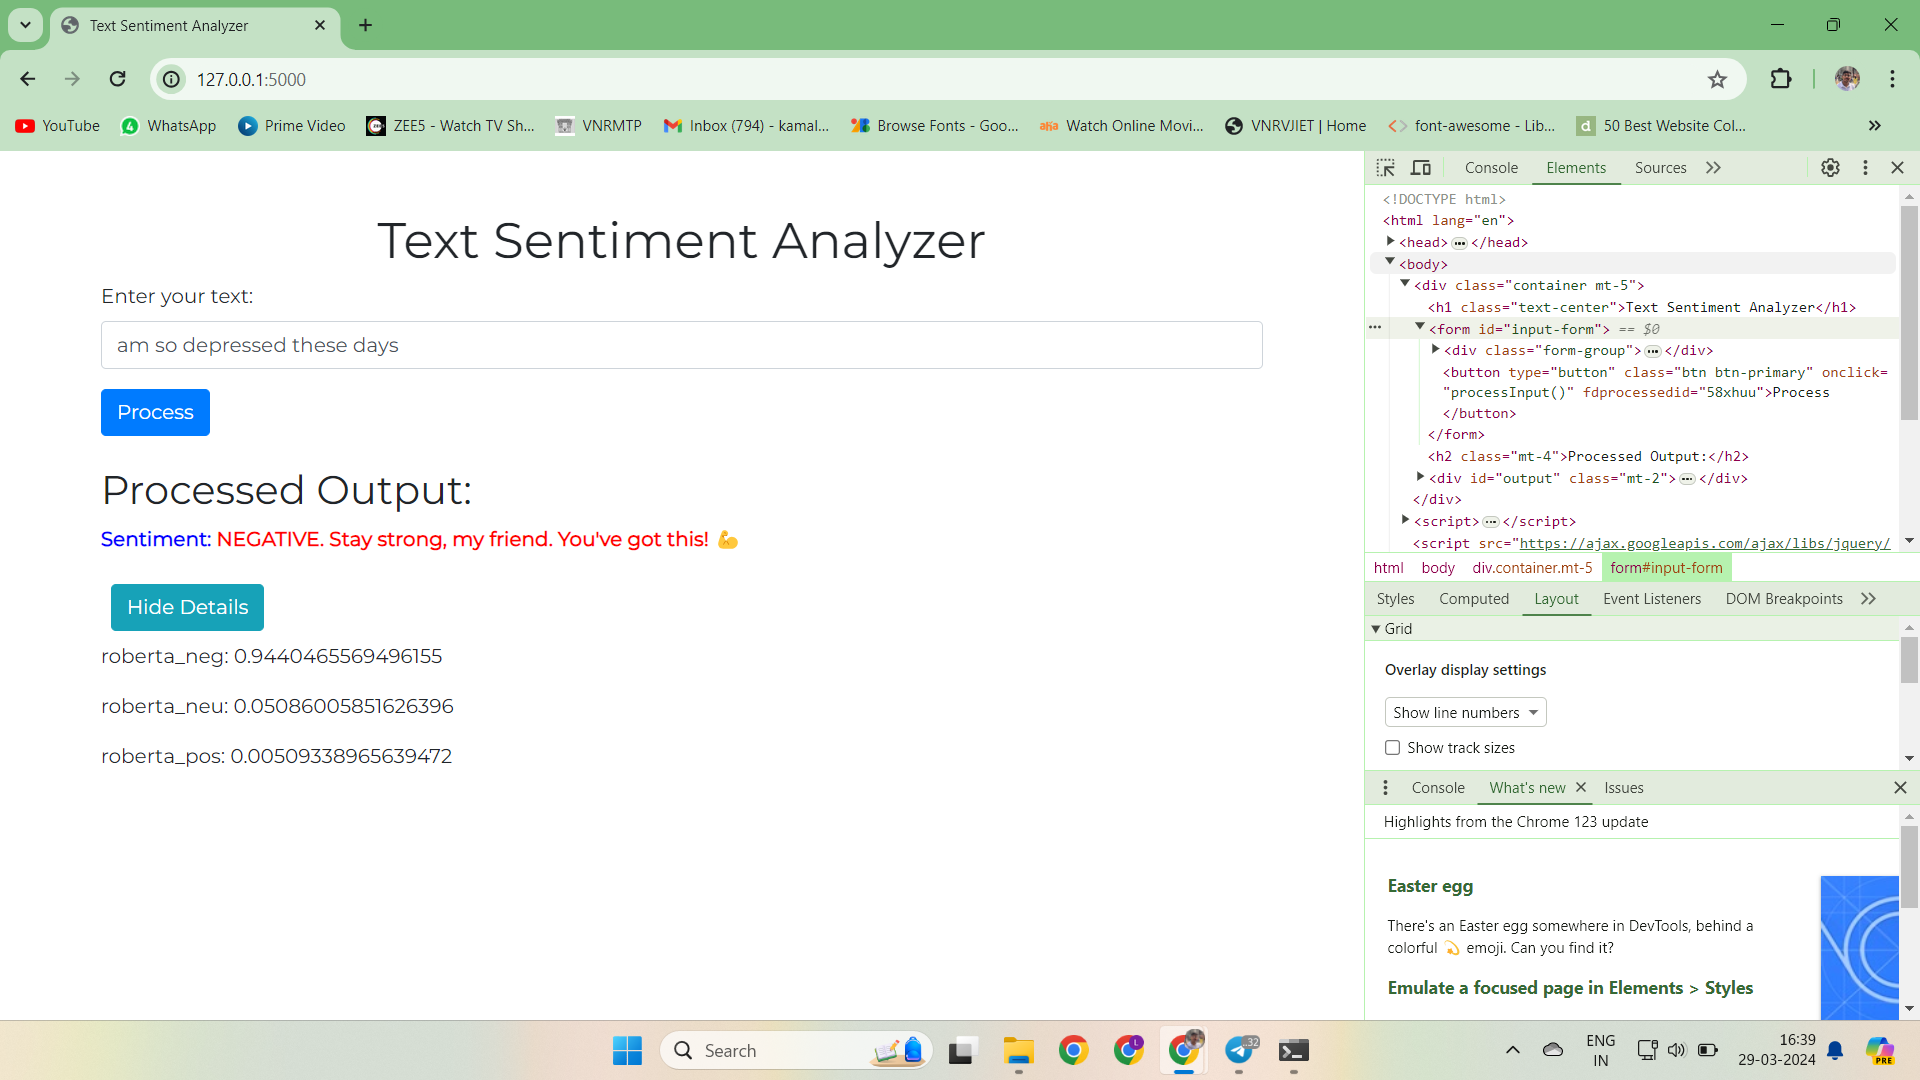 Text Sentiment Analyzer
127.0.0.1:5000
YouTube WhatsApp Prime Video ZEE5 - Watch TV Sh... VNRMTP Inbox (794) - kamal... Browse Fonts - Goo... aha Watch Online Movi... VNRVJIET | Home font-awesome - Lib... d 50 Best Website Col...
Text Sentiment Analyzer
Enter your text:
am so depressed these days
Process
Processed Output:
Sentiment: NEGATIVE. Stay strong, my friend. You've got this! 💪
Hide Details
roberta_neg: 0.9440465569496155
roberta_neu: 0.05086005851626396
roberta_pos: 0.00509338965639472
Console Elements Sources
<!DOCTYPE html>
<html lang="en">
<head> ••• </head>
<body>
<div class="container mt-5">
<h1 class="text-center">Text Sentiment Analyzer</h1>
••• <form id="input-form"> == $0
<div class="form-group"> ••• </div>
<button type="button" class="btn btn-primary" onclick=
"processInput()" fdprocessedid="58xhuu">Process
</button>
</form>
<h2 class="mt-4">Processed Output:</h2>
<div id="output" class="mt-2"> ••• </div>
</div>
<script> ••• </script>
<script src="https://ajax.googleapis.com/ajax/libs/jquery/
html body div.container.mt-5 form#input-form
Styles Computed Layout Event Listeners DOM Breakpoints
Grid
Overlay display settings
Show line numbers
Show track sizes
Console What's new Issues
Highlights from the Chrome 123 update
Easter egg
There's an Easter egg somewhere in DevTools, behind a
colorful 💫 emoji. Can you find it?
Emulate a focused page in Elements > Styles
Search
L
32
ENG
IN
16:39
29-03-2024
PRE